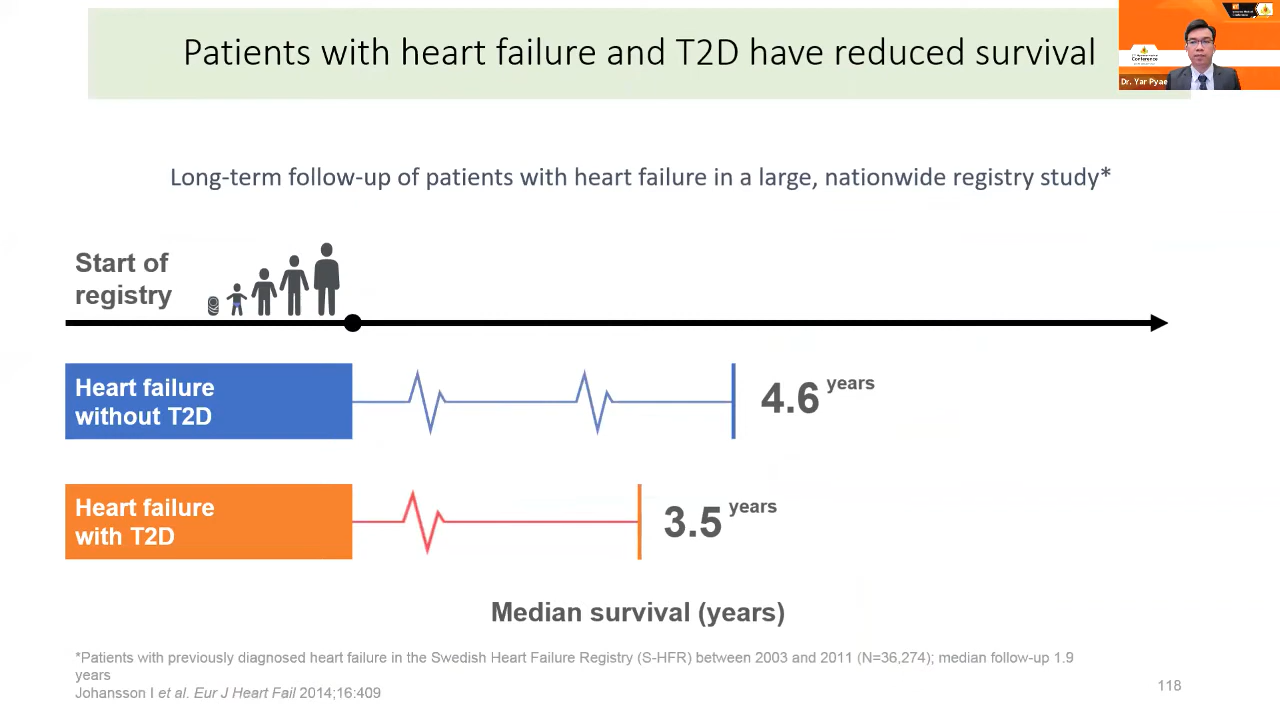 Patients with heart failure and T2D have reduced survival
Conference
Dr. Yar Pyae
Long-term follow-up of patients with heart failure in a large, nationwide registry study*
Start of
registry
Heart failure
without T2D
4.6 years
Heart failure
with T2D
3.5 years
Median survival (years)
*Patients with previously diagnosed heart failure in the Swedish Heart Failure Registry (S-HFR) between 2003 and 2011 (N=36,274); median follow-up 1.9
years
Johansson I et al. Eur J Heart Fail 2014;16:409
118